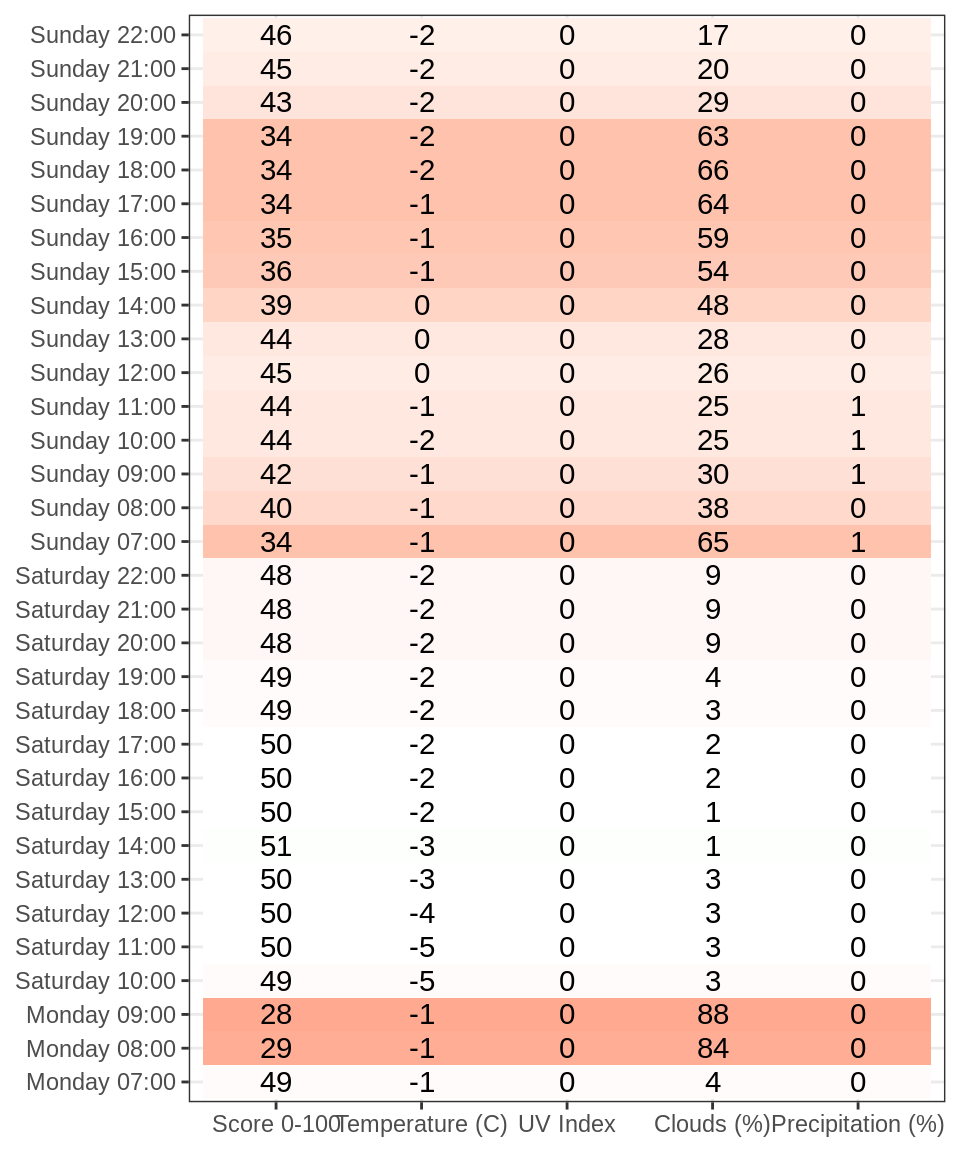 Sunday 22:00 46 -2 0 17 0
Sunday 21:00 45 -2 0 20 0
Sunday 20:00 43 -2 0 29 0
Sunday 19:00 34 -2 0 63 0
Sunday 18:00 34 -2 0 66 0
Sunday 17:00 34 -1 0 64 0
Sunday 16:00 35 -1 0 59 0
Sunday 15:00 36 -1 0 54 0
Sunday 14:00 39 0 0 48 0
Sunday 13:00 44 0 0 28 0
Sunday 12:00 45 0 0 26 0
Sunday 11:00 44 -1 0 25 1
Sunday 10:00 44 -2 0 25 1
Sunday 09:00 42 -1 0 30 1
Sunday 08:00 40 -1 0 38 0
Sunday 07:00 34 -1 0 65 1
Saturday 22:00 48 -2 0 9 0
Saturday 21:00 48 -2 0 9 0
Saturday 20:00 48 -2 0 9 0
Saturday 19:00 49 -2 0 4 0
Saturday 18:00 49 -2 0 3 0
Saturday 17:00 50 -2 0 2 0
Saturday 16:00 50 -2 0 2 0
Saturday 15:00 50 -2 0 1 0
Saturday 14:00 51 -3 0 1 0
Saturday 13:00 50 -3 0 3 0
Saturday 12:00 50 -4 0 3 0
Saturday 11:00 50 -5 0 3 0
Saturday 10:00 49 -5 0 3 0
Monday 09:00 28 -1 0 88 0
Monday 08:00 29 -1 0 84 0
Monday 07:00 49 -1 0 4 0
Score 0-100 Temperature (C) UV Index Clouds (%) Precipitation (%)